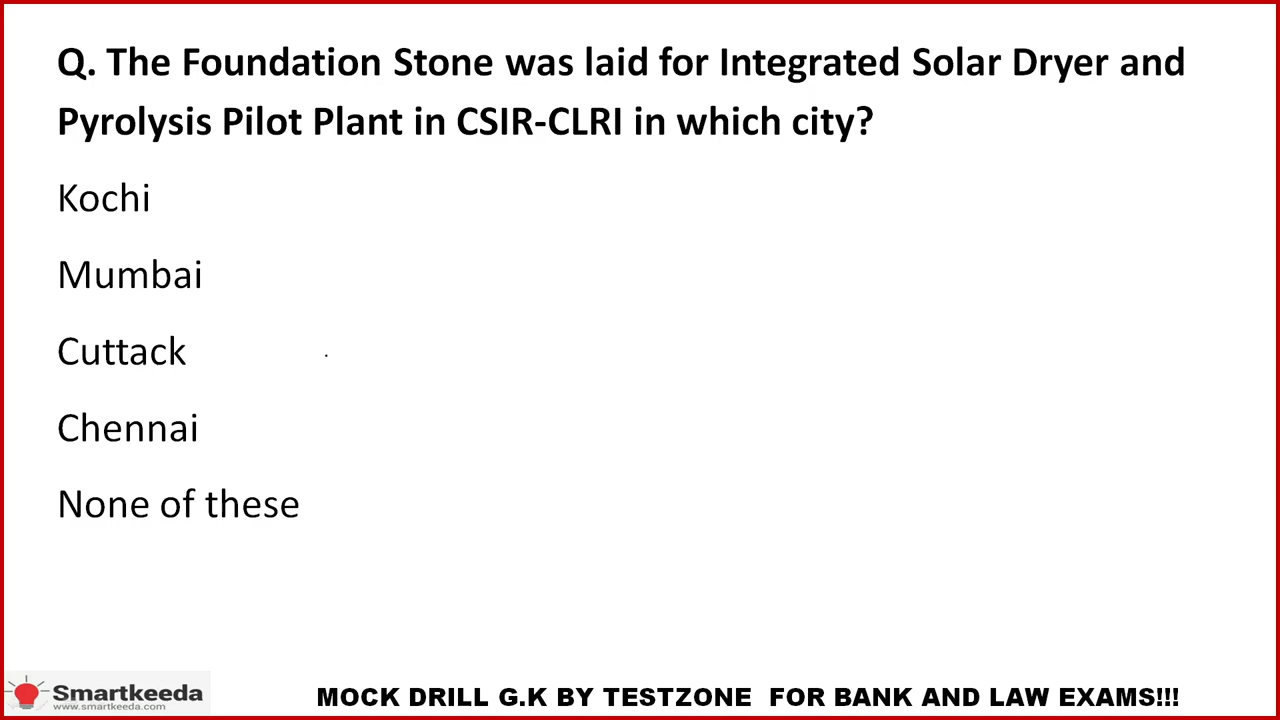 Q. The Foundation Stone was laid for Integrated Solar Dryer and
Pyrolysis Pilot Plant in CSIR-CLRI in which city?
Kochi
Mumbai
Cuttack
Chennai
None of these
Smartkeeda
www.smartkeeda.com
MOCK DRILL G.K BY TESTZONE FOR BANK AND LAW EXAMS!!!